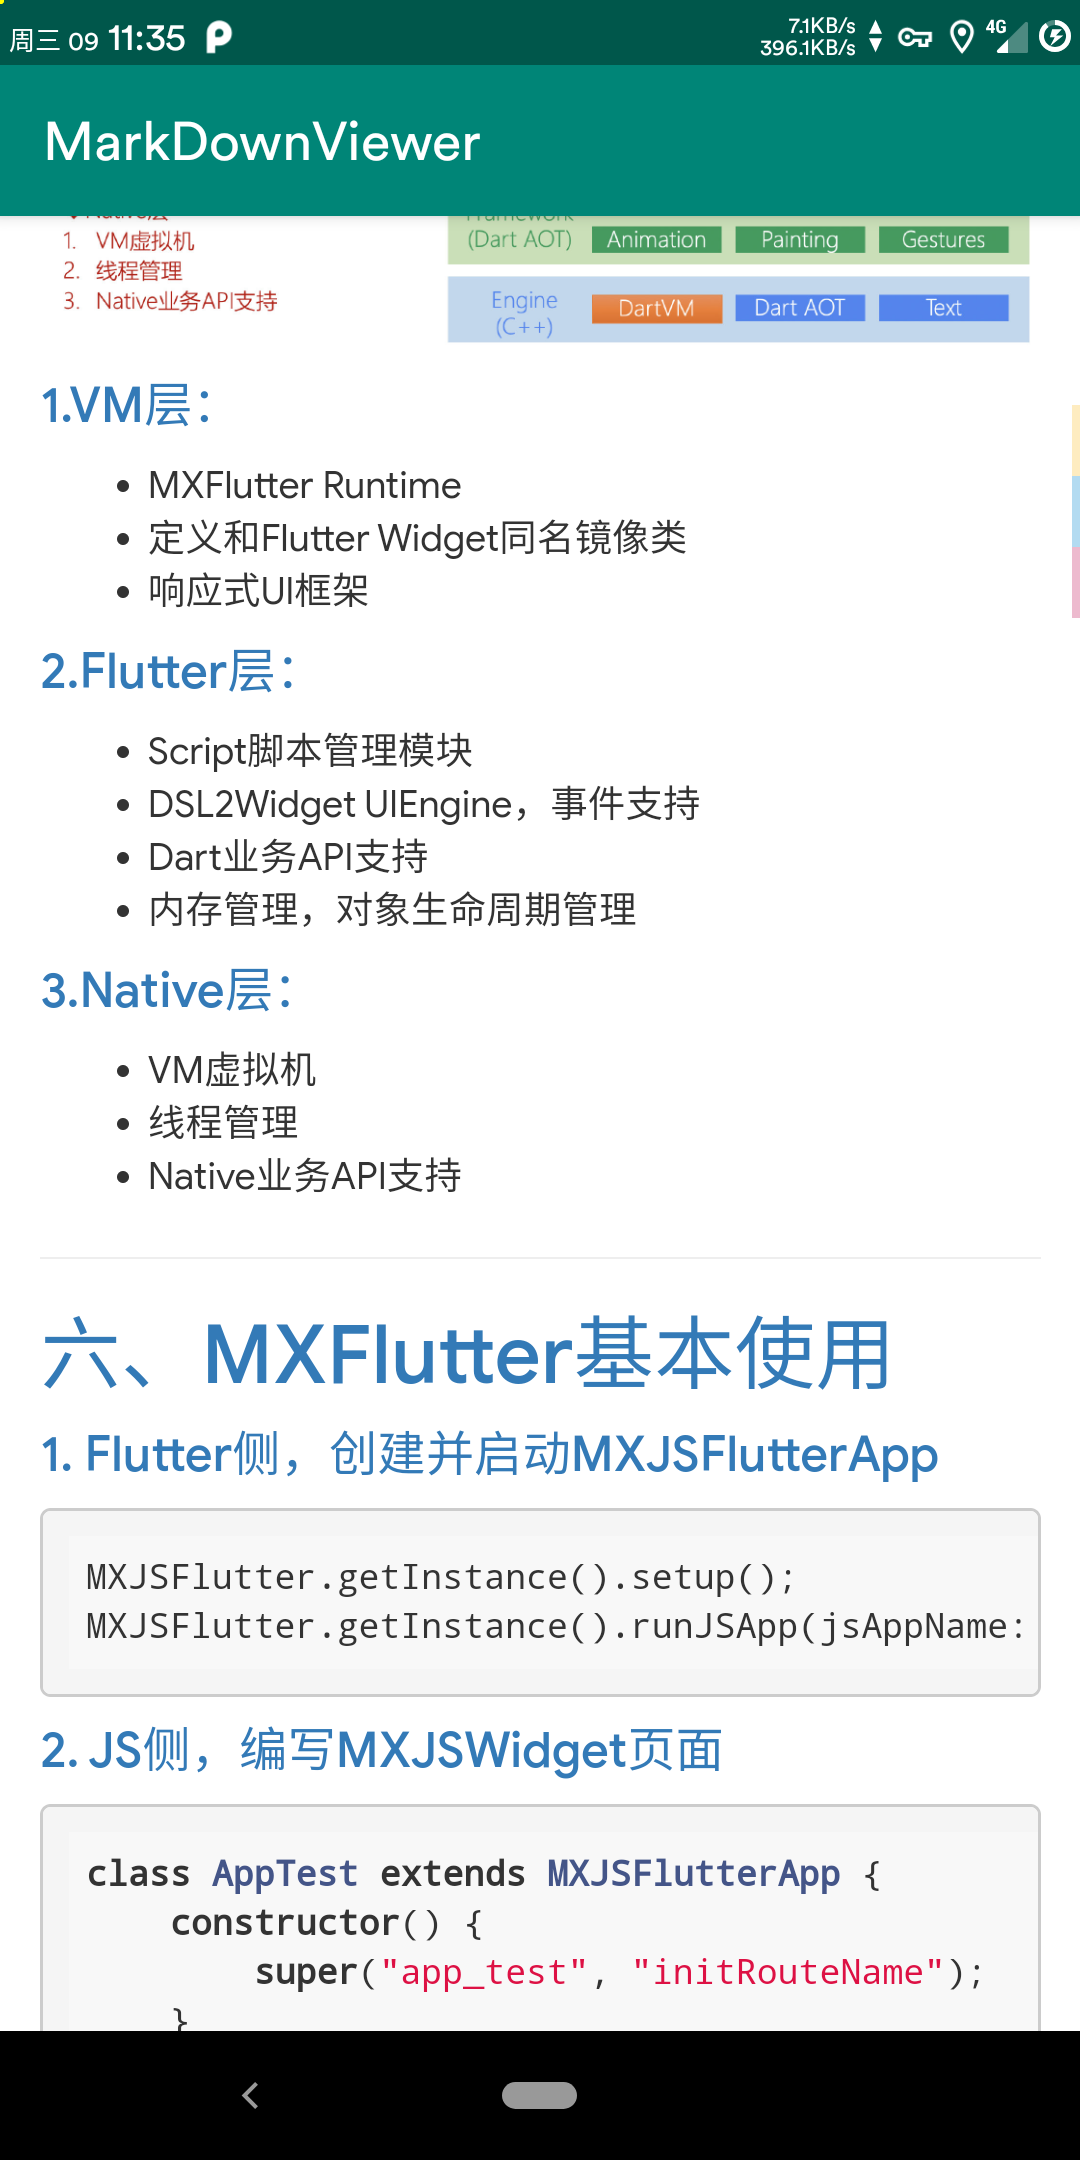 周三 09 11:35
7.1KB/s
396.1KB/s
4G
MarkDownViewer
1. VM虚拟机
2. 线程管理
3. Native业务API支持
Framework
(Dart AOT) Animation Painting Gestures
Engine
(C++) DartVM Dart AOT Text
1.VM层：
• MXFlutter Runtime
• 定义和Flutter Widget同名镜像类
• 响应式UI框架
2.Flutter层：
• Script脚本管理模块
• DSL2Widget UIEngine，事件支持
• Dart业务API支持
• 内存管理，对象生命周期管理
3.Native层：
• VM虚拟机
• 线程管理
• Native业务API支持
六、MXFlutter基本使用
1. Flutter侧，创建并启动MXJSFlutterApp
MXJSFlutter.getInstance().setup();
MXJSFlutter.getInstance().runJSApp(jsAppName:
2. JS侧，编写MXJSWidget页面
class AppTest extends MXJSFlutterApp {
    constructor() {
        super("app_test", "initRouteName");
    }